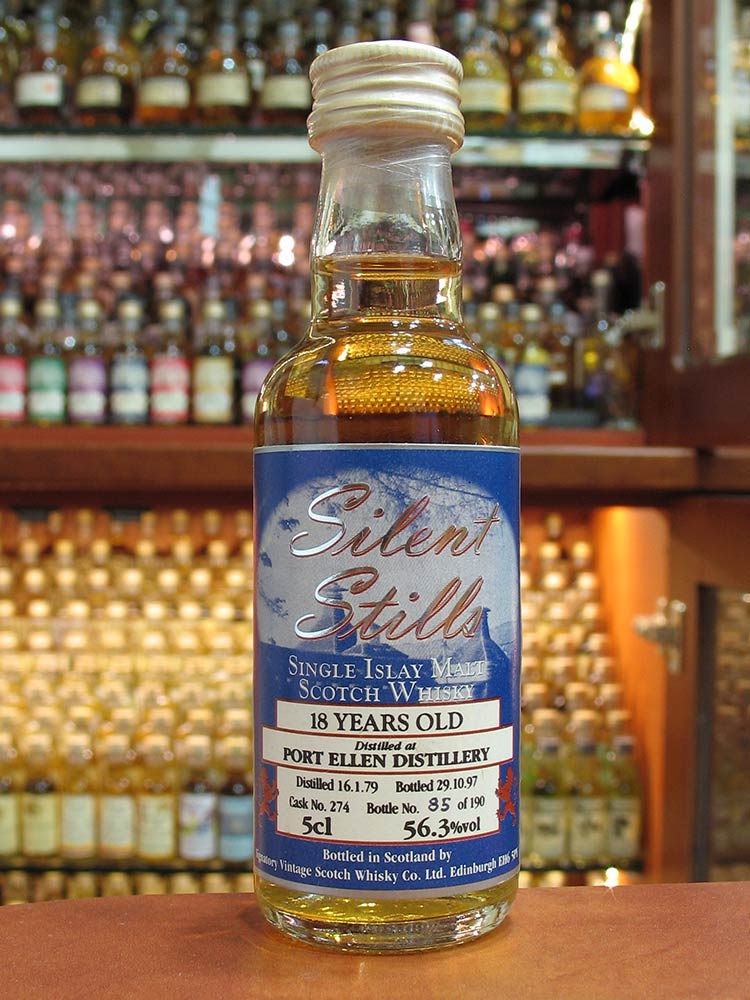 Silent
Stills
SINGLE ISLAY MALT
SCOTCH WHISKY
18 YEARS OLD
Distilled at
PORT ELLEN DISTILLERY
Distilled 16.1.79 Bottled 29.10.97
Cask No. 274 Bottle No. 85 of 190
5cl 56.3%vol
Bottled in Scotland by
Vintage Scotch Whisky Co. Ltd. Edinburgh EH6